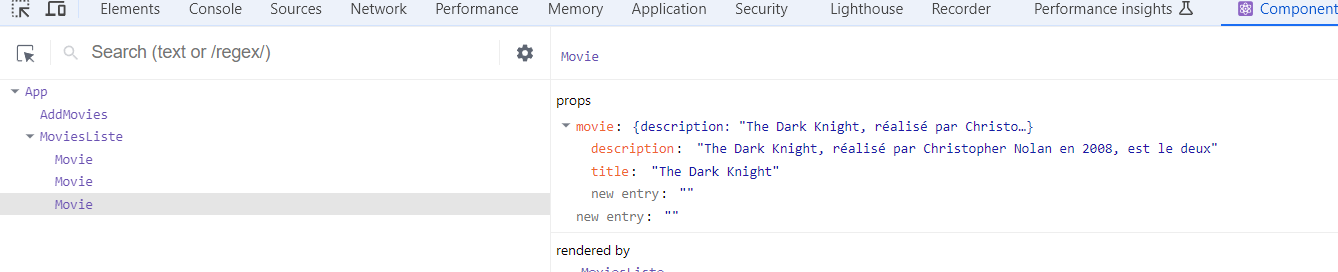 Elements Console Sources Network Performance Memory Application Security Lighthouse Recorder Performance insights Component
Search (text or /regex/)
App
AddMovies
MoviesListe
Movie
Movie
Movie
Movie
props
movie: {description: "The Dark Knight, réalisé par Christo…}
description: "The Dark Knight, réalisé par Christopher Nolan en 2008, est le deux"
title: "The Dark Knight"
new entry: ""
new entry: ""
rendered by
MoviesListe